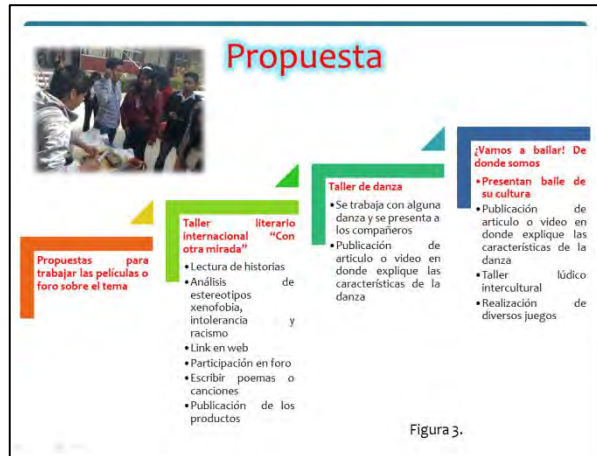 Propuesta
Propuestas para
trabajar las películas o
foro sobre el tema
Taller literario
internacional "Con
otra mirada"
• Lectura de historias
• Análisis de
estereotipos
xenofobia,
intolerancia y
racismo
• Link en web
• Participación en foro
• Escribir poemas o
canciones
• Publicación de los
productos
Taller de danza
• Se trabaja con alguna
danza y se presenta a
los compañeros
• Publicación de
articulo o video en
donde explique las
características de la
danza
¡Vamos a bailar! De
donde somos
• Presentan baile de
su cultura
• Publicación de
articulo o video en
donde explique las
características de la
danza
• Taller lúdico
intercultural
• Realización de
diversos juegos
Figura 3.